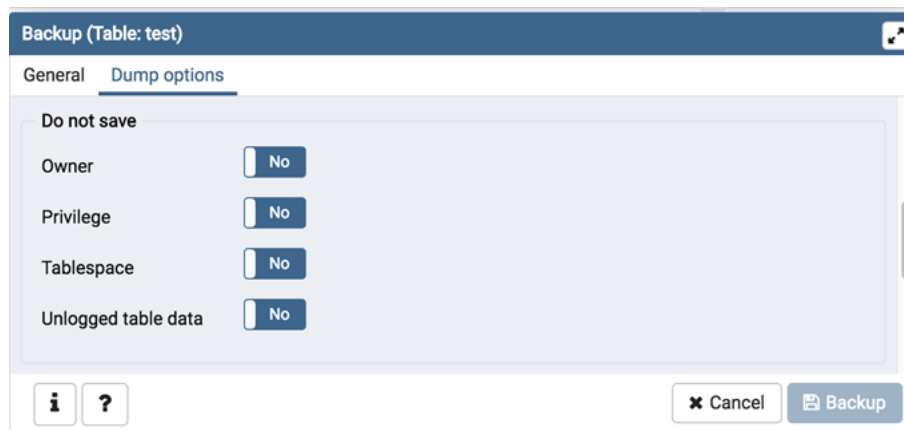 Backup (Table: test)
General Dump options
Do not save
Owner No
Privilege No
Tablespace No
Unlogged table data No
i ? Cancel Backup